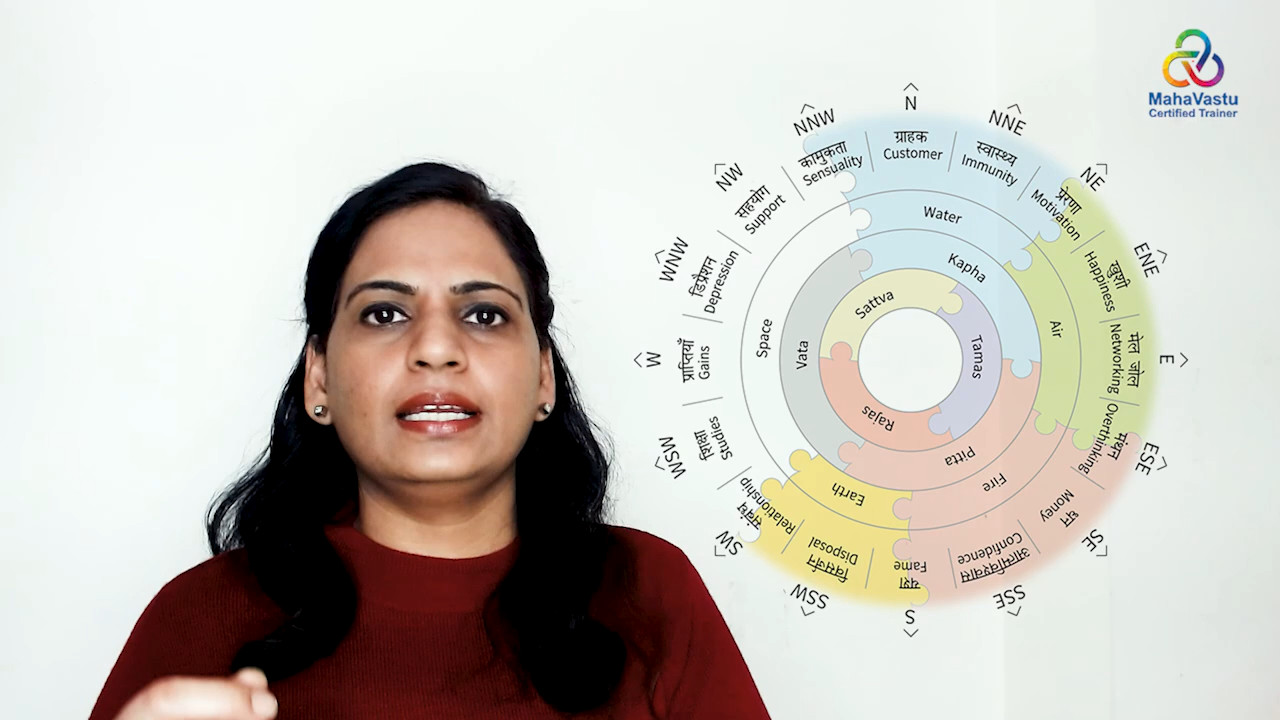 MahaVastu
Certified Trainer
N
ग्राहक
Customer
NNE
स्वास्थ्य
Immunity
NE
प्रेरणा
Motivation
ENE
खुशी
Happiness
E
मेल जोल
Networking
ESE
मंथन
Overthinking
SE
धन
Money
SSE
आत्मविश्वास
Confidence
S
यश
Fame
SSW
विसर्जन
Disposal
SW
संबंध
Relationship
WSW
शिक्षा
Studies
W
प्राप्तियाँ
Gains
WNW
डिप्रैशन
Depression
NW
सहयोग
Support
NNW
कामुकता
Sensuality
Water
Air
Fire
Earth
Space
Kapha
Pitta
Vata
Sattva
Tamas
Rajas